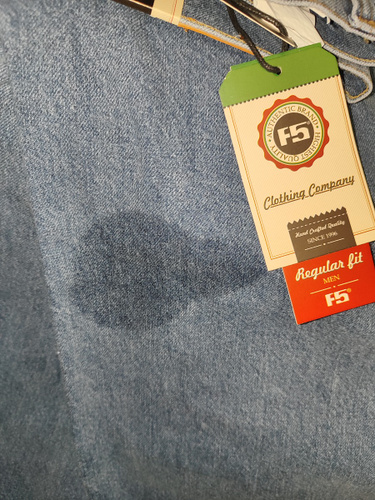 AUTHENTIC BRAND
F5
HIGHEST QUALITY
Clothing Company
Hand Crafted Quality
SINCE 1996
Regular fit
MEN
F5®